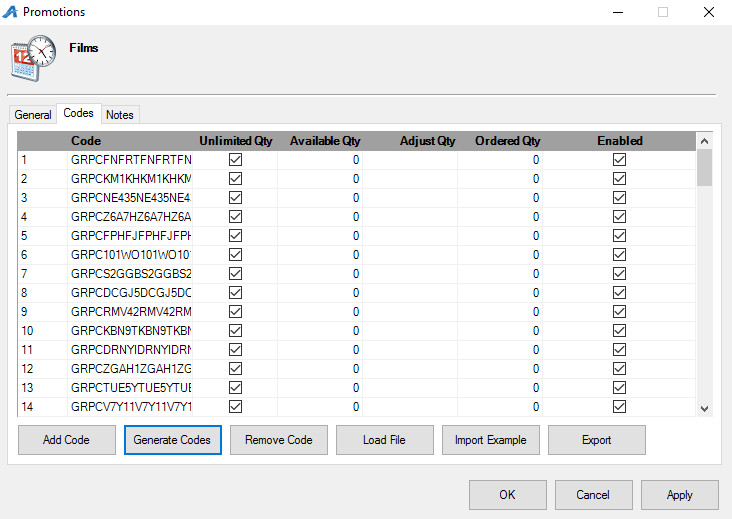 Promotions
12
Films
General Codes Notes
Code Unlimited Qty Available Qty Adjust Qty Ordered Qty Enabled
1 GRPCFNFRTFNFRTFN 0 0
2 GRPCKM1KHKM1KHKM 0 0
3 GRPCNE435NE435NE4 0 0
4 GRPCZ6A7HZ6A7HZ6A 0 0
5 GRPCFPHFJFPHFJFPH 0 0
6 GRPC101WO101WO101 0 0
7 GRPCS2GGBS2GGBS2 0 0
8 GRPCDCGJ5DCGJ5DC 0 0
9 GRPCRMV42RMV42RM 0 0
10 GRPCKBN9TKBN9TKBN 0 0
11 GRPCDRNYIDRNYIDRN 0 0
12 GRPCZGAH1ZGAH1ZG 0 0
13 GRPCTUE5YTUE5YTUE 0 0
14 GRPCV7Y11V7Y11V7Y1 0 0
Add Code Generate Codes Remove Code Load File Import Example Export
OK Cancel Apply